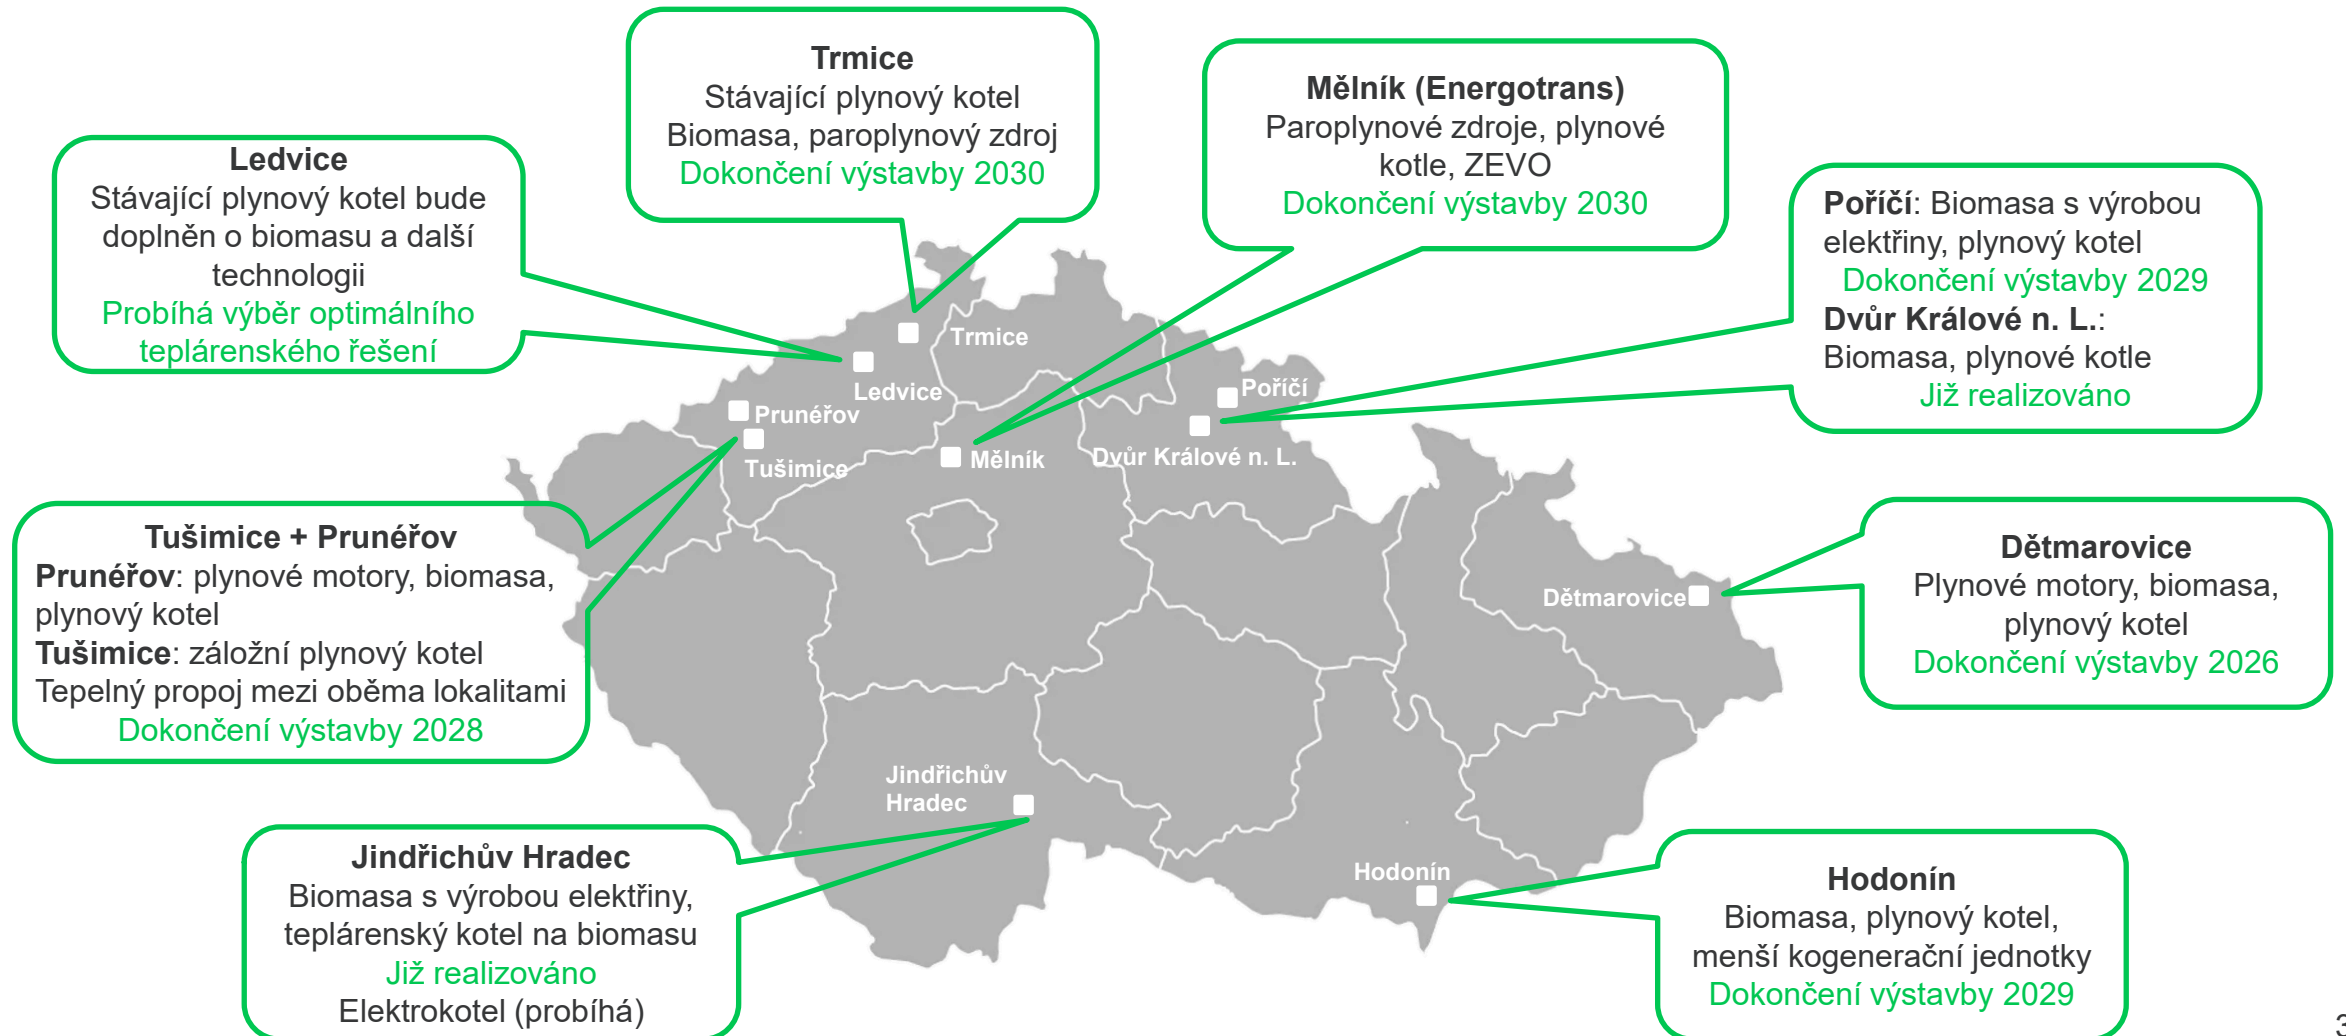 Trmice
Stávající plynový kotel
Biomasa, paroplynový zdroj
Dokončení výstavby 2030
Mělník (Energotrans)
Paroplynové zdroje, plynové
kotle, ZEVO
Dokončení výstavby 2030
Ledvice
Stávající plynový kotel bude
doplněn o biomasu a další
technologii
Probíhá výběr optimálního
teplárenského řešení
Poříčí: Biomasa s výrobou
elektřiny, plynový kotel
Dokončení výstavby 2029
Dvůr Králové n. L.:
Biomasa, plynové kotle
Již realizováno
Trmice
Ledvice
Poříčí
Prunéřov
Tušimice
Mělník
Dvůr Králové n. L.
Tušimice + Prunéřov
Prunéřov: plynové motory, biomasa,
plynový kotel
Tušimice: záložní plynový kotel
Tepelný propoj mezi oběma lokalitami
Dokončení výstavby 2028
Dětmarovice
Dětmarovice
Plynové motory, biomasa,
plynový kotel
Dokončení výstavby 2026
Jindřichův
Hradec
Jindřichův Hradec
Biomasa s výrobou elektřiny,
teplárenský kotel na biomasu
Již realizováno
Elektrokotel (probíhá)
Hodonín
Hodonín
Biomasa, plynový kotel,
menší kogenerační jednotky
Dokončení výstavby 2029